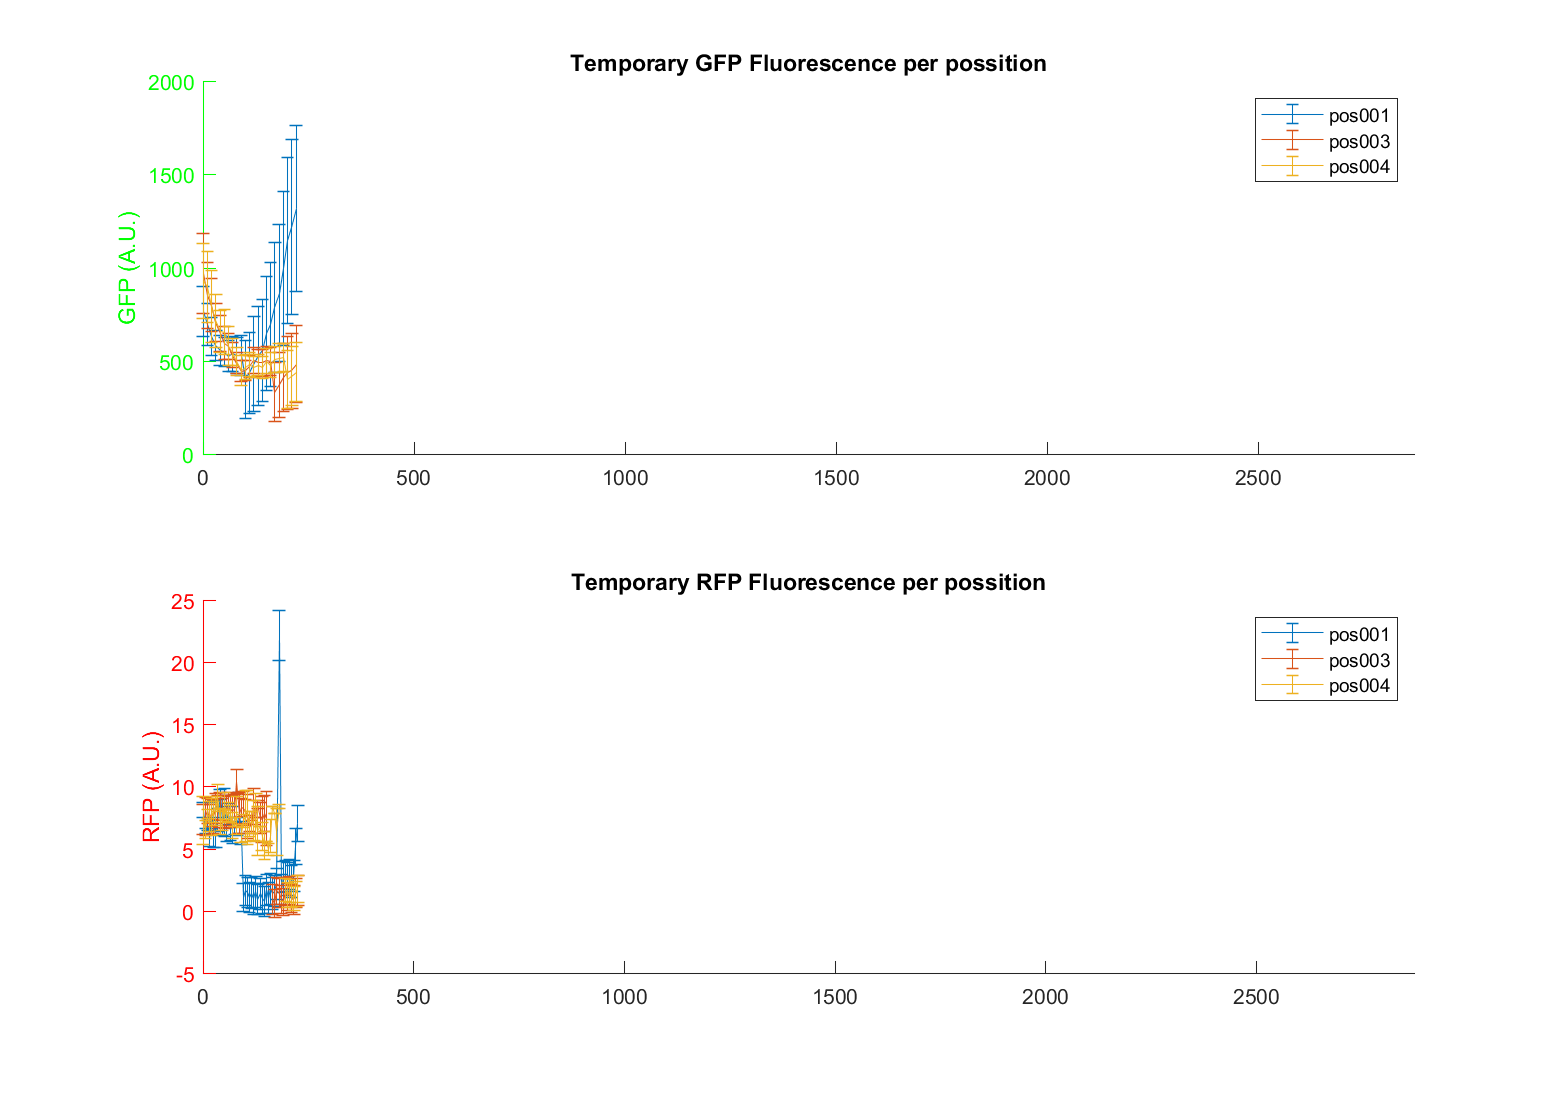 Temporary GFP Fluorescence per possition
2000
1500
1000
500
0
GFP (A.U.)
pos001
pos003
pos004
0 500 1000 1500 2000 2500
Temporary RFP Fluorescence per possition
25
20
15
10
5
0
-5
RFP (A.U.)
pos001
pos003
pos004
0 500 1000 1500 2000 2500